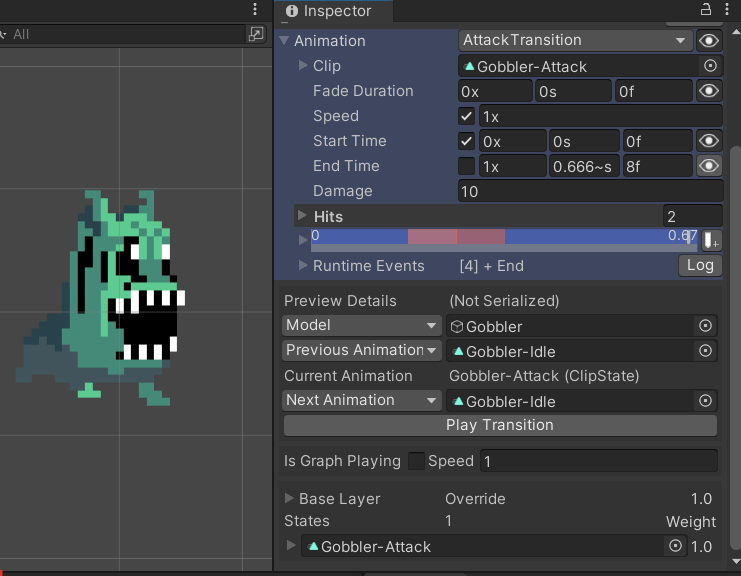 All
Inspector
Animation AttackTransition
Clip Gobbler-Attack
Fade Duration 0x 0s 0f
Speed 1x
Start Time 0x 0s 0f
End Time 1x 0.666~s 8f
Damage 10
Hits 2
0 0.67
Runtime Events [4] + End Log
Preview Details (Not Serialized)
Model Gobbler
Previous Animation Gobbler-Idle
Current Animation Gobbler-Attack (ClipState)
Next Animation Gobbler-Idle
Play Transition
Is Graph Playing Speed 1
Base Layer Override 1.0
States 1 Weight
Gobbler-Attack 1.0